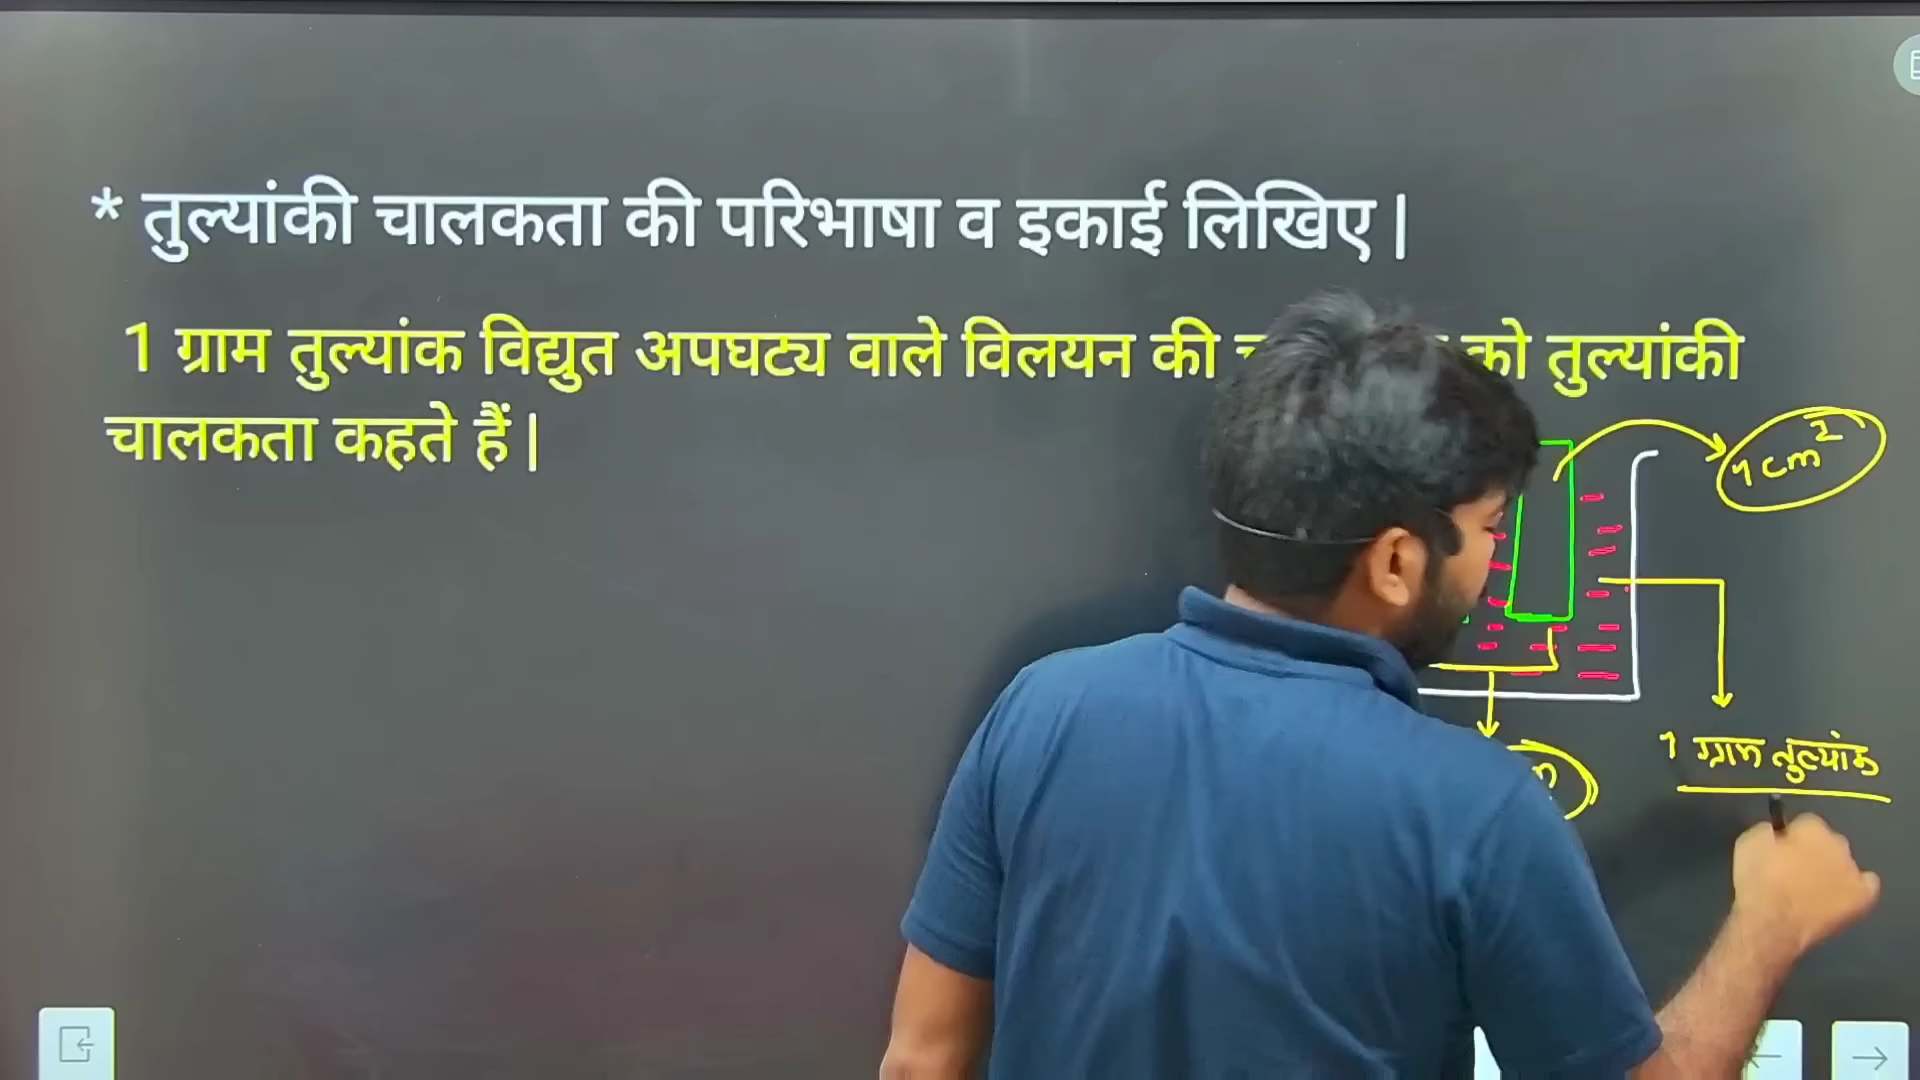 * तुल्यांकी चालकता की परिभाषा व इकाई लिखिए |
1 ग्राम तुल्यांक विद्युत अपघट्य वाले विलयन की को तुल्यांकी
चालकता कहते हैं |
1 cm²
1 ग्राम तुल्यांक